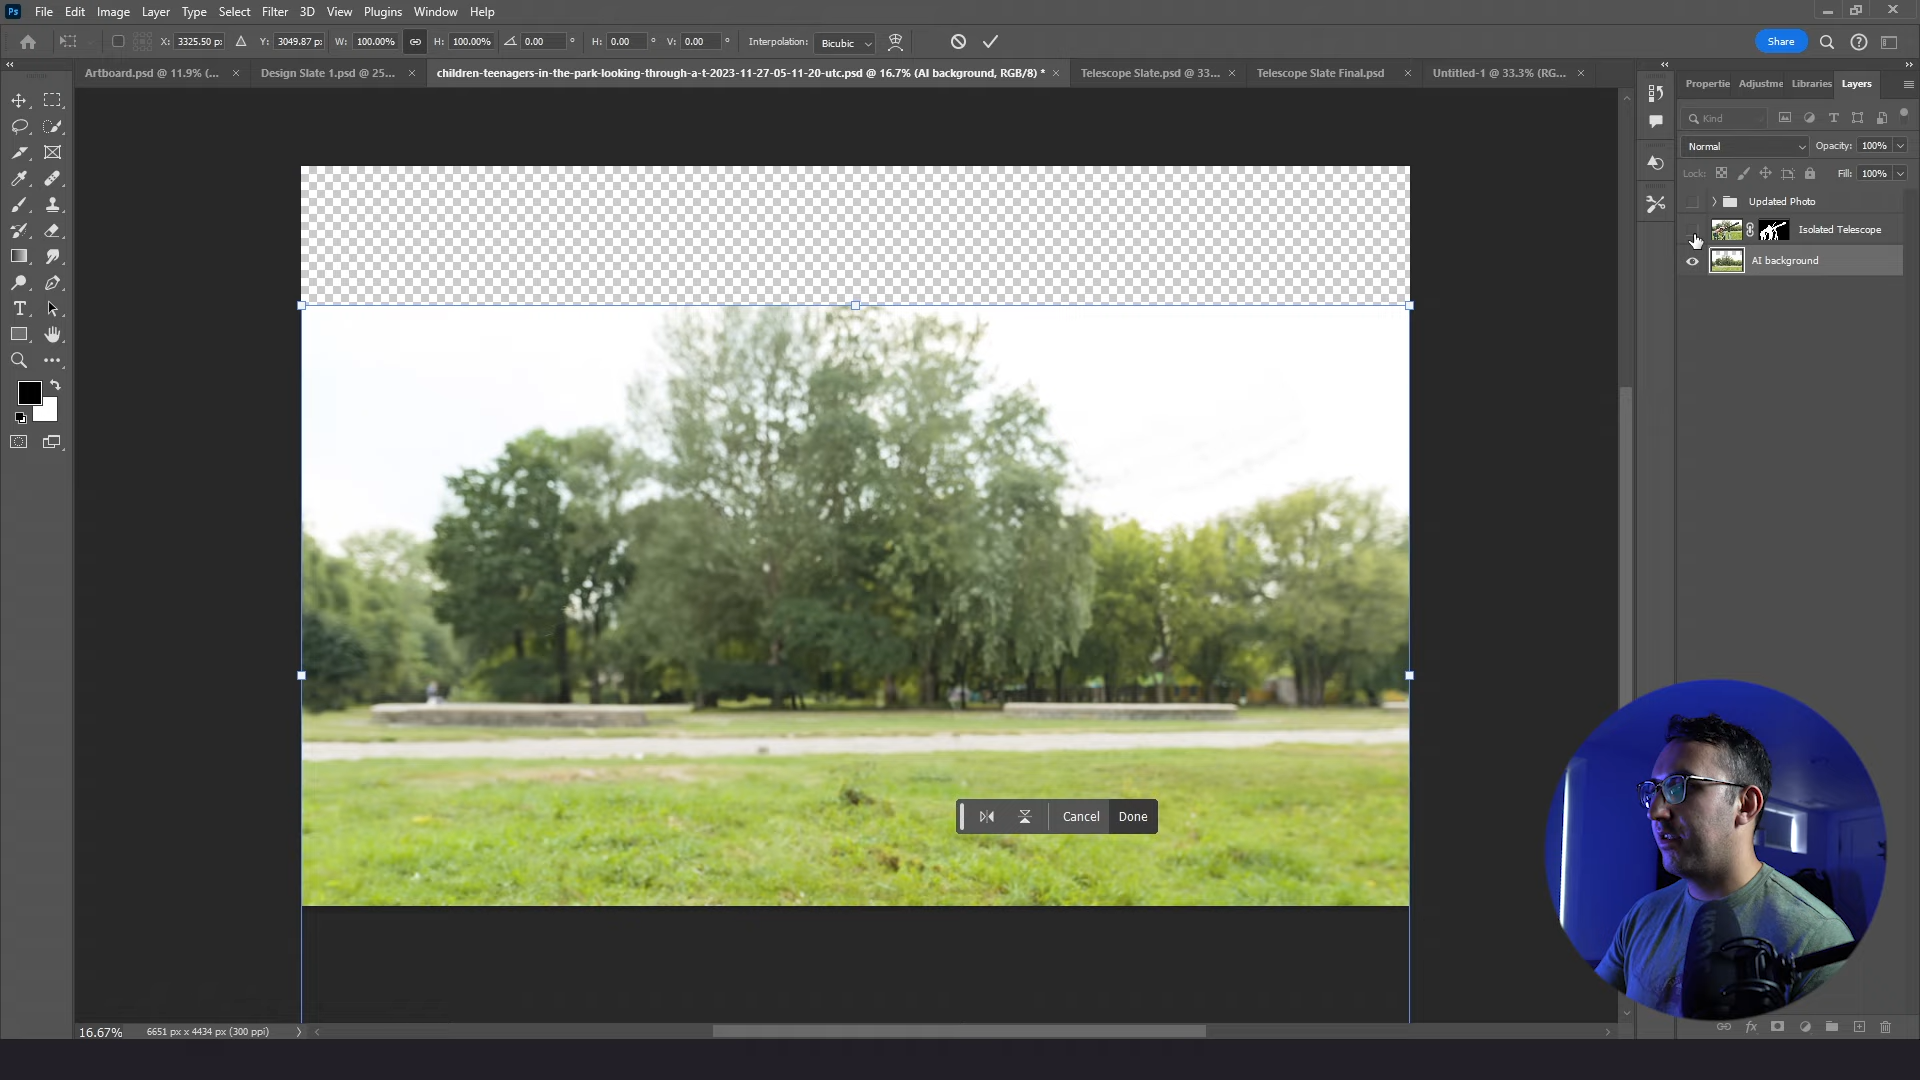 Ps File Edit Image Layer Type Select Filter 3D View Plugins Window Help
X: 3325.50 p: Y: 3049.87 p: W: 100.00% H: 100.00% 0.00 ° H: 0.00 ° V: 0.00 ° Interpolation: Bicubic Share
Artboard.psd @ 11.9% (... × Design Slate 1.psd @ 25... × children-teenagers-in-the-park-looking-through-a-t-2023-11-27-05-11-20-utc.psd @ 16.7% (AI background, RGB/8) * × Telescope Slate.psd @ 33... × Telescope Slate Final.psd × Untitled-1 @ 33.3% (RG... ×
Propertie Adjustme Libraries Layers
Kind
Normal Opacity: 100%
Lock: Fill: 100%
Updated Photo
Isolated Telescope
AI background
Cancel Done
16.67% 6651 px x 4434 px (300 ppi)